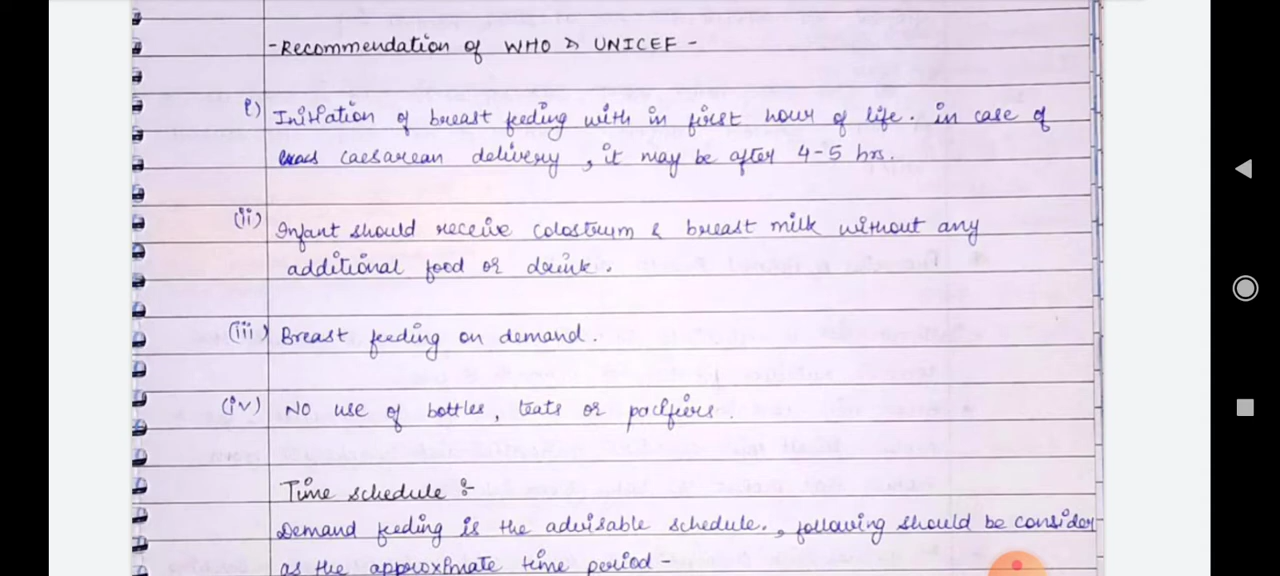 - Recommendation of WHO & UNICEF -
i) Initiation of breast feeding with in first hour of life. in case of
caesarean delivery, it may be after 4-5 hrs.
(ii) Infant should receive colostrum & breast milk without any
additional food or drink.
(iii) Breast feeding on demand.
(iv) No use of bottles, teats or pacifiers.
Time schedule :-
Demand feeding is the advisable schedule., following should be consider
as the approximate time period -